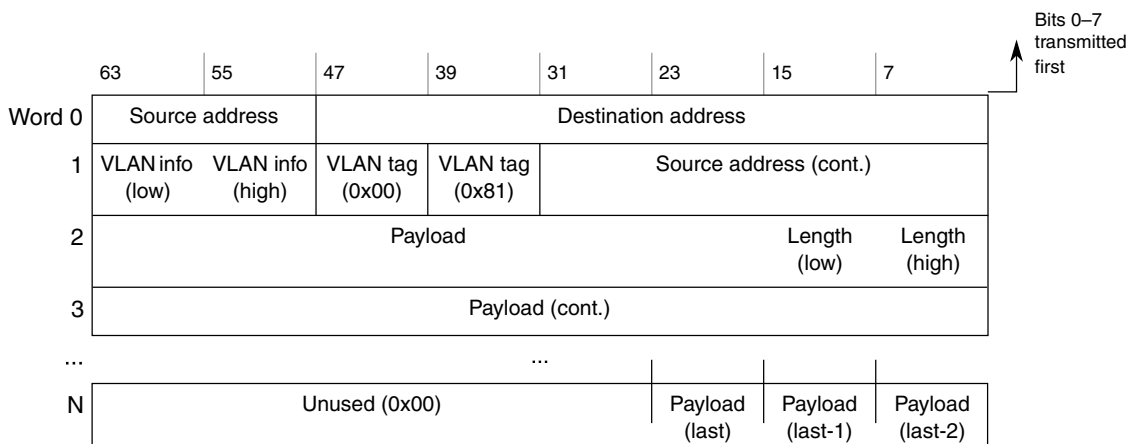 Bits 0–7
transmitted
first
63 55 47 39 31 23 15 7
Word 0 Source address Destination address
1 VLAN info VLAN info VLAN tag VLAN tag Source address (cont.)
(low) (high) (0x00) (0x81)
2 Payload Length Length
(low) (high)
3 Payload (cont.)
... ...
N Unused (0x00) Payload Payload Payload
(last) (last-1) (last-2)